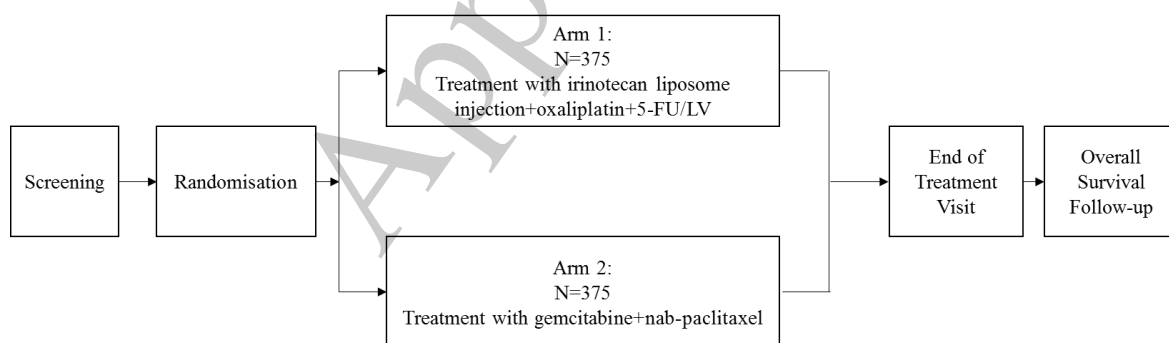 Screening
Randomisation
Arm 1:
N=375
Treatment with irinotecan liposome
injection+oxaliplatin+5-FU/LV
Arm 2:
N=375
Treatment with gemcitabine+nab-paclitaxel
End of
Treatment
Visit
Overall
Survival
Follow-up
App